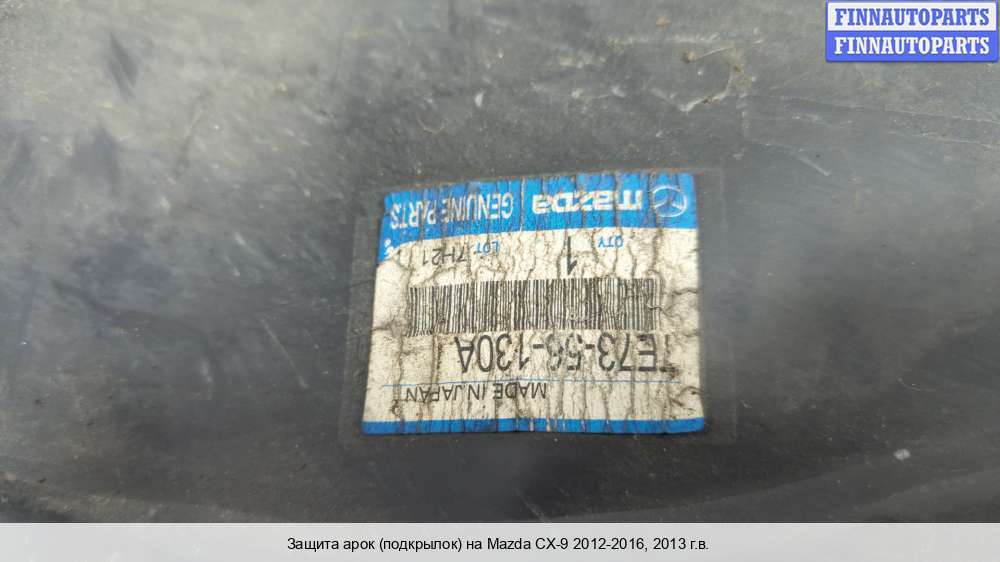 FINNAUTOPARTS
FINNAUTOPARTS
mazda GENUINE PARTS
QTY 1 LOT 7H21
TE73-56-130A
MADE IN JAPAN
Защита арок (подкрылок) на Mazda CX-9 2012-2016, 2013 г.в.